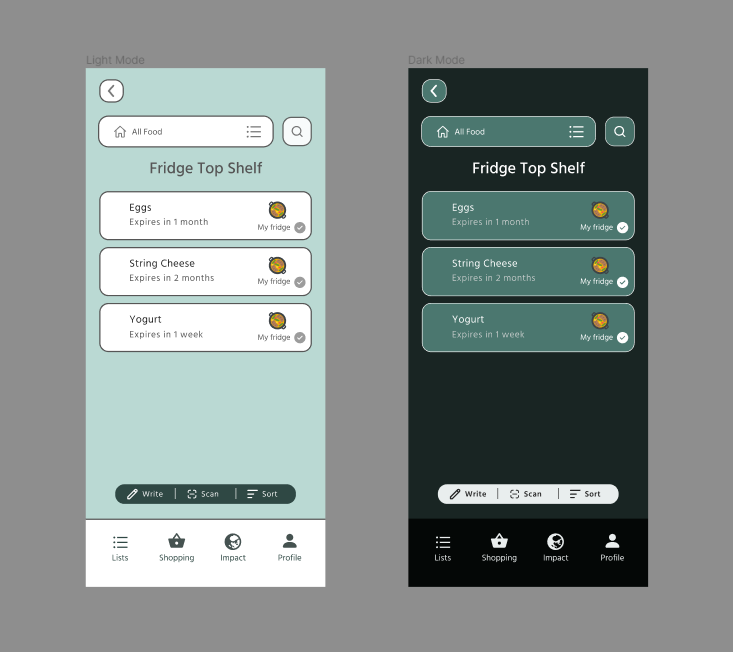 Light Mode
All Food
Fridge Top Shelf
Eggs
Expires in 1 month
My fridge
String Cheese
Expires in 2 months
My fridge
Yogurt
Expires in 1 week
My fridge
Write
Scan
Sort
Lists
Shopping
Impact
Profile
Dark Mode
All Food
Fridge Top Shelf
Eggs
Expires in 1 month
My fridge
String Cheese
Expires in 2 months
My fridge
Yogurt
Expires in 1 week
My fridge
Write
Scan
Sort
Lists
Shopping
Impact
Profile